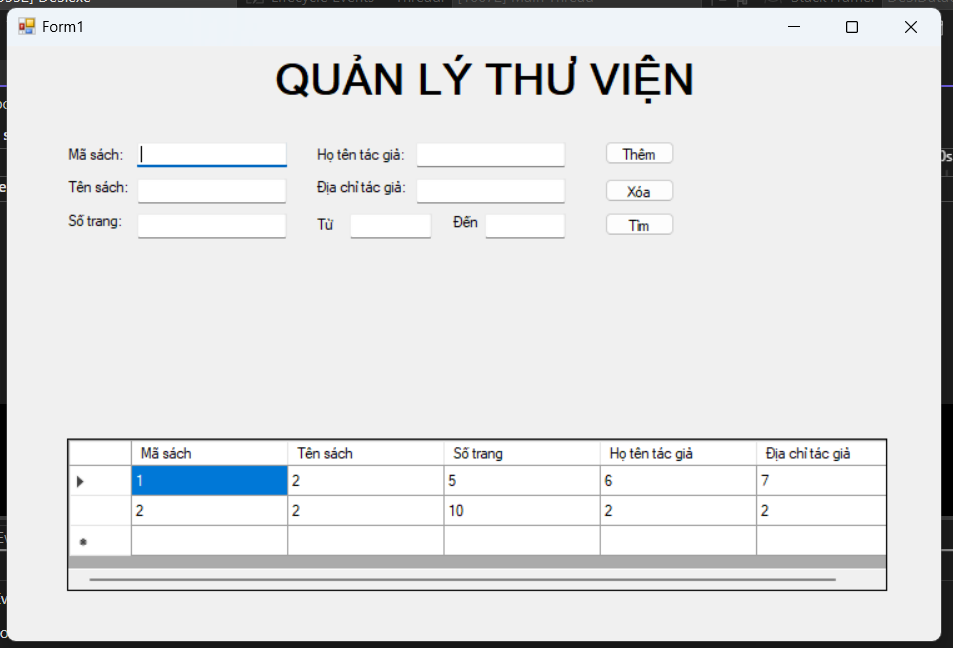 Form1
QUẢN LÝ THƯ VIỆN
Mã sách: Họ tên tác giả: Thêm
Tên sách: Địa chỉ tác giả: Xóa
Số trang: Từ Đến Tìm
Mã sách Tên sách Số trang Họ tên tác giả Địa chỉ tác giả
1 2 5 6 7
2 2 10 2 2